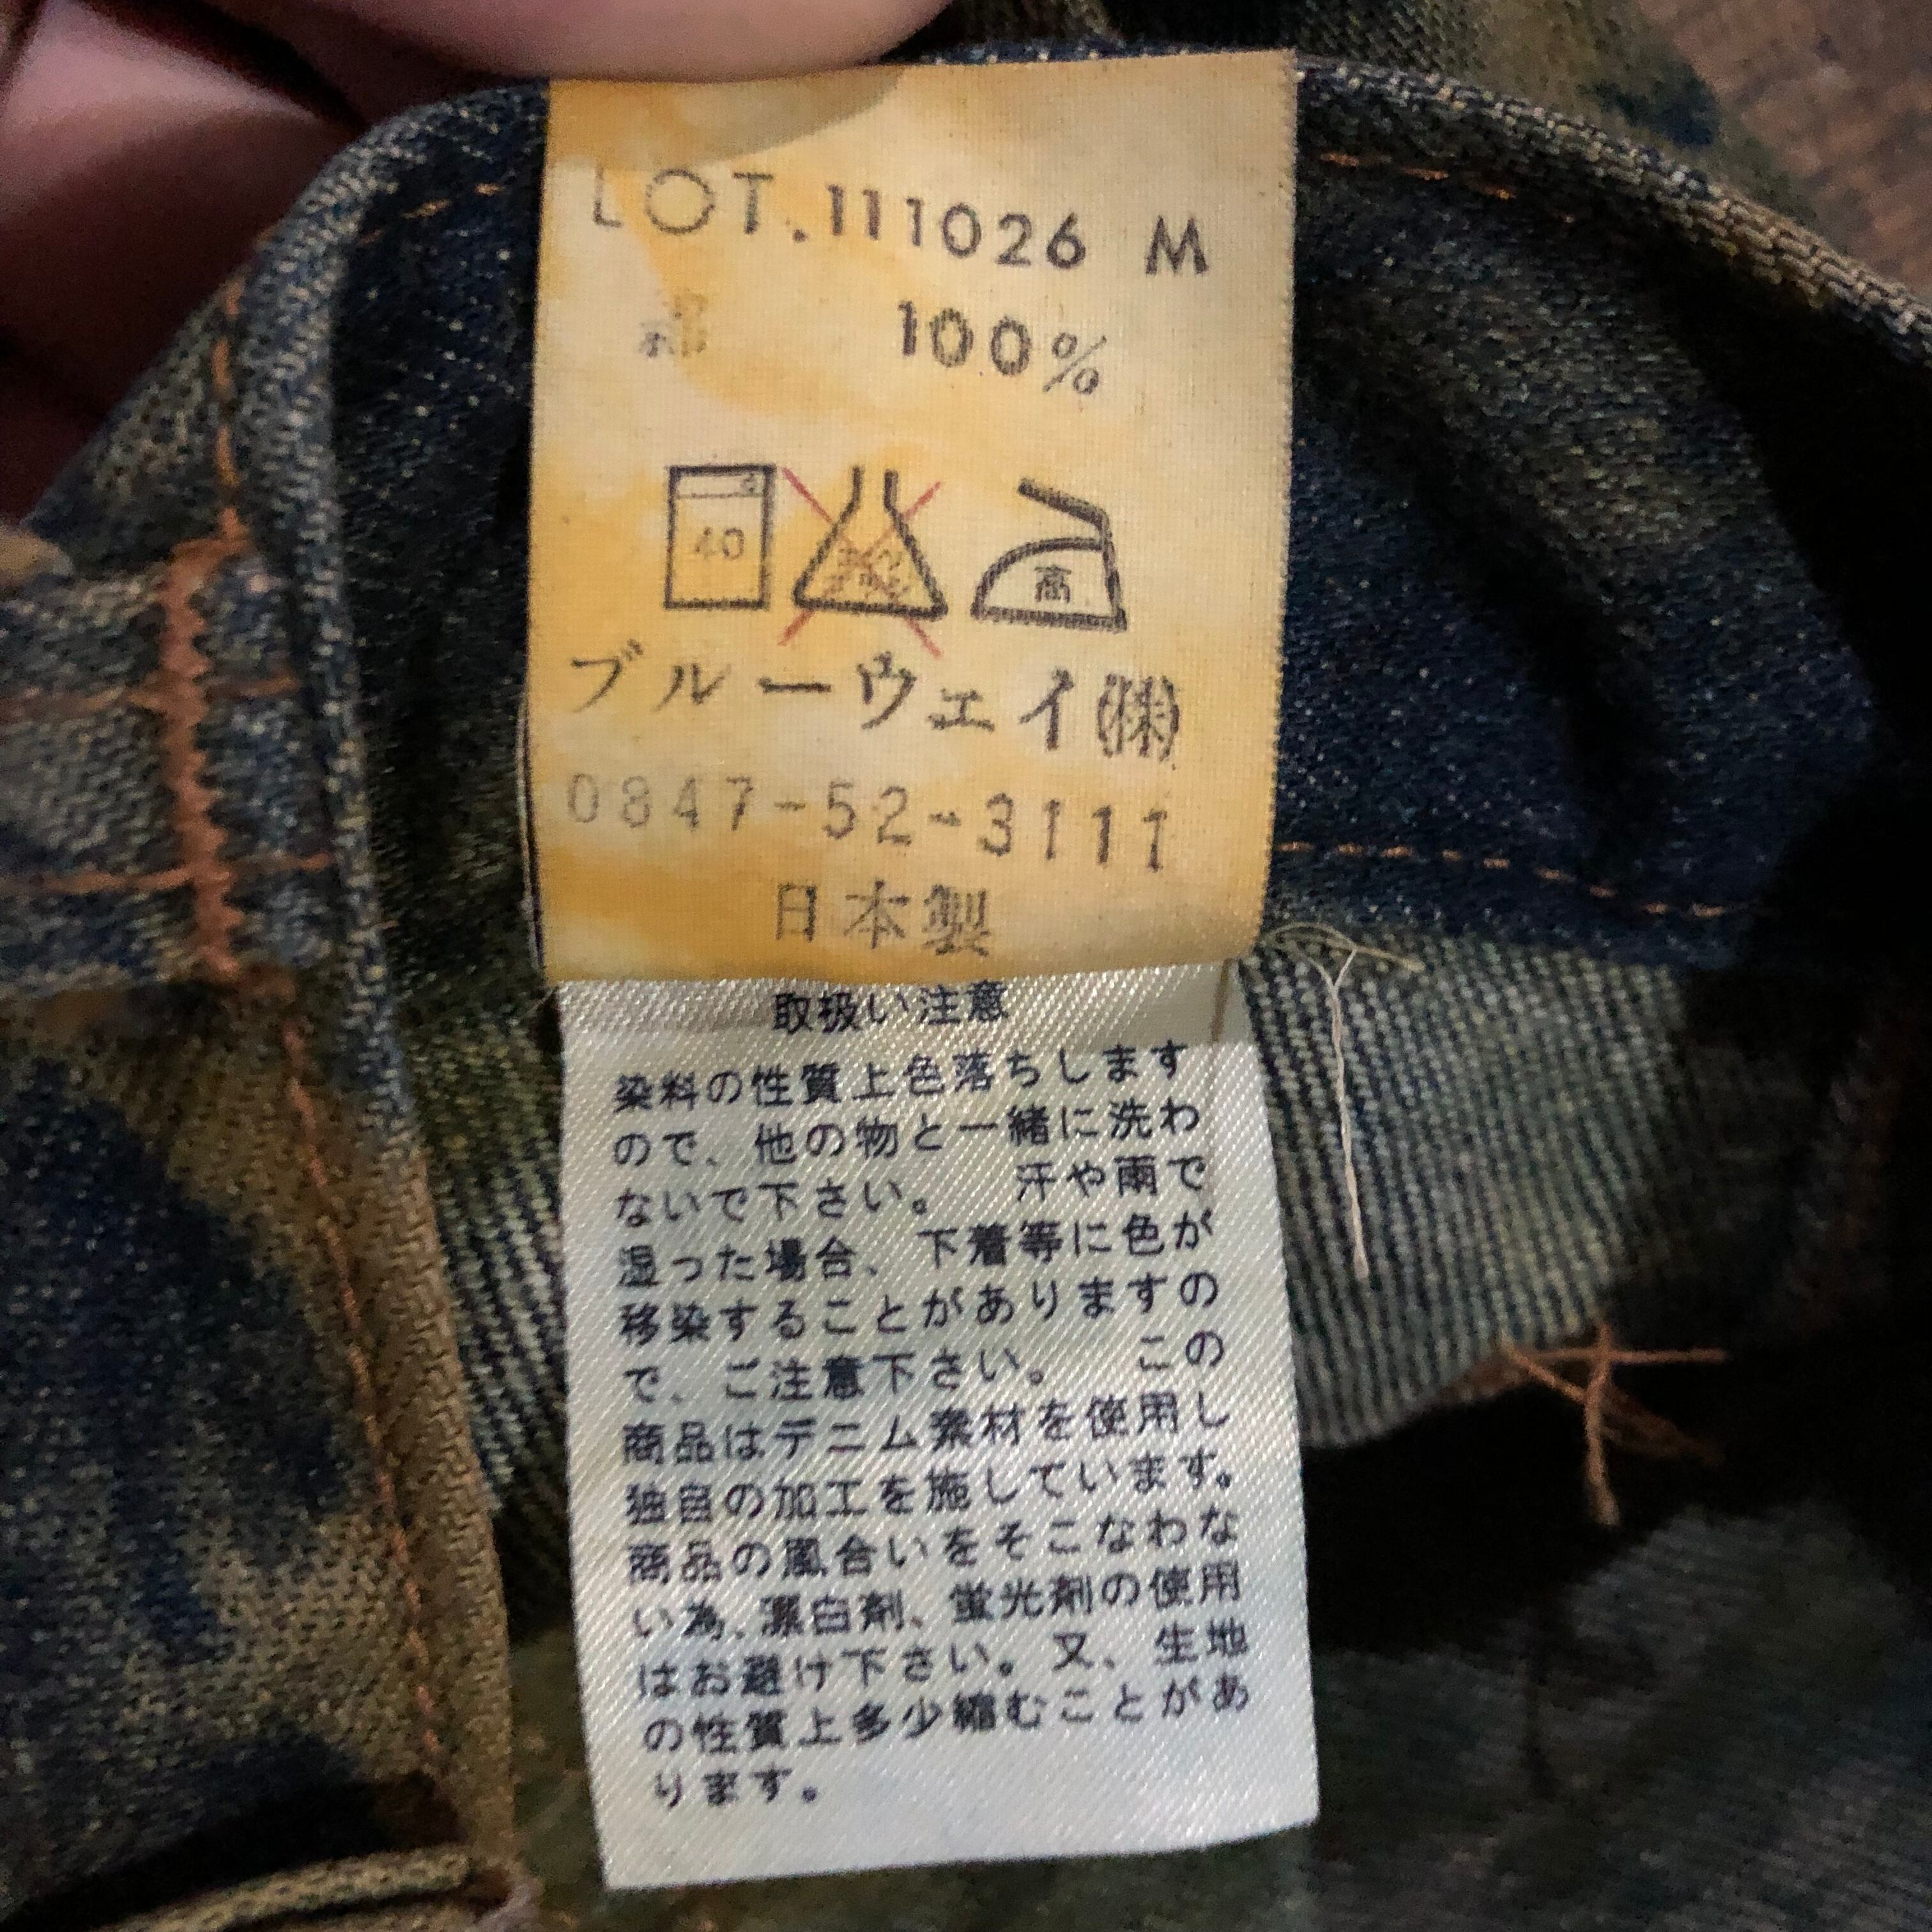 LOT.111026 M
綿 100%
40
高
ブルーウェイ㈱
0847-52-3111
日本製
取扱い注意
染料の性質上色落ちします
ので、他の物と一緒に洗わ
ないで下さい。 汗や雨で
湿った場合、下着等に色が
移染することがありますの
で、ご注意下さい。 この
商品はデニム素材を使用し
独自の加工を施しています。
商品の風合いをそこなわな
い為、漂白剤、蛍光剤の使用
はお避け下さい。又、生地
の性質上多少縮むことがあ
ります。